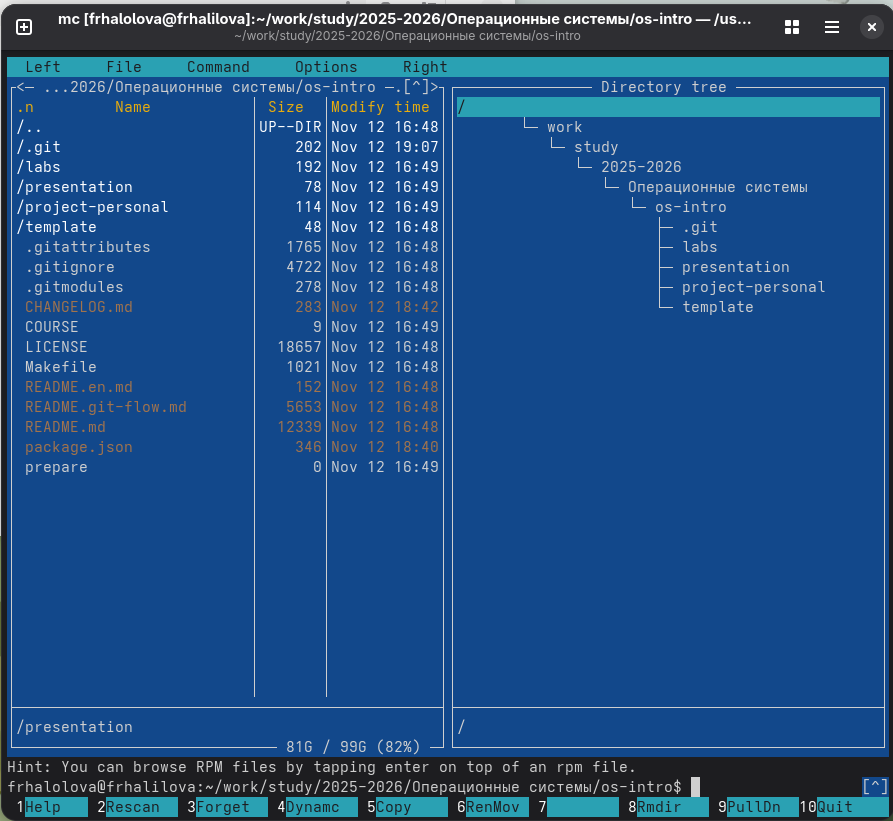 mc [frhalolova@frhalilova]:~/work/study/2025-2026/Операционные системы/os-intro — /us...
~/work/study/2025-2026/Операционные системы/os-intro
Left File Command Options Right
<— ...2026/Операционные системы/os-intro —.[^]>
.n Name Size Modify time
/.. UP--DIR Nov 12 16:48
/.git 202 Nov 12 19:07
/labs 192 Nov 12 16:49
/presentation 78 Nov 12 16:49
/project-personal 114 Nov 12 16:49
/template 48 Nov 12 16:48
.gitattributes 1765 Nov 12 16:48
.gitignore 4722 Nov 12 16:48
.gitmodules 278 Nov 12 16:48
CHANGELOG.md 283 Nov 12 18:42
COURSE 9 Nov 12 16:49
LICENSE 18657 Nov 12 16:48
Makefile 1021 Nov 12 16:48
README.en.md 152 Nov 12 16:48
README.git-flow.md 5653 Nov 12 16:48
README.md 12339 Nov 12 16:48
package.json 346 Nov 12 18:40
prepare 0 Nov 12 16:49
/presentation
81G / 99G (82%)
Directory tree
/
work
study
2025-2026
Операционные системы
os-intro
.git
labs
presentation
project-personal
template
/
Hint: You can browse RPM files by tapping enter on top of an rpm file.
frhalolova@frhalilova:~/work/study/2025-2026/Операционные системы/os-intro$ [^]
1Help 2Rescan 3Forget 4Dynamc 5Copy 6RenMov 7 8Rmdir 9PullDn 10Quit